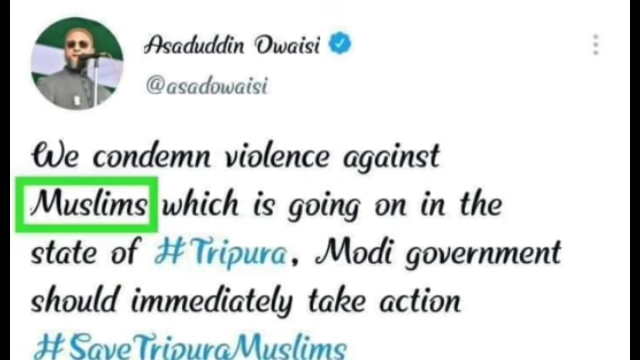 Asaduddin Owaisi
@asadowaisi
We condemn violence against
Muslims which is going on in the
state of #Tripura, Modi government
should immediately take action
#SaveTripuraMuslims